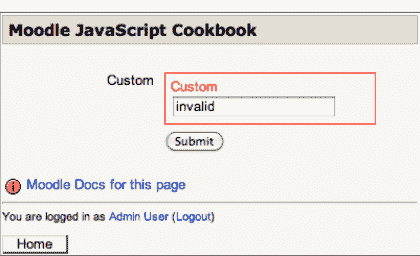 Moodle JavaScript Cookbook
Custom
Custom
invalid
Submit
Moodle Docs for this page
You are logged in as Admin User (Logout)
Home